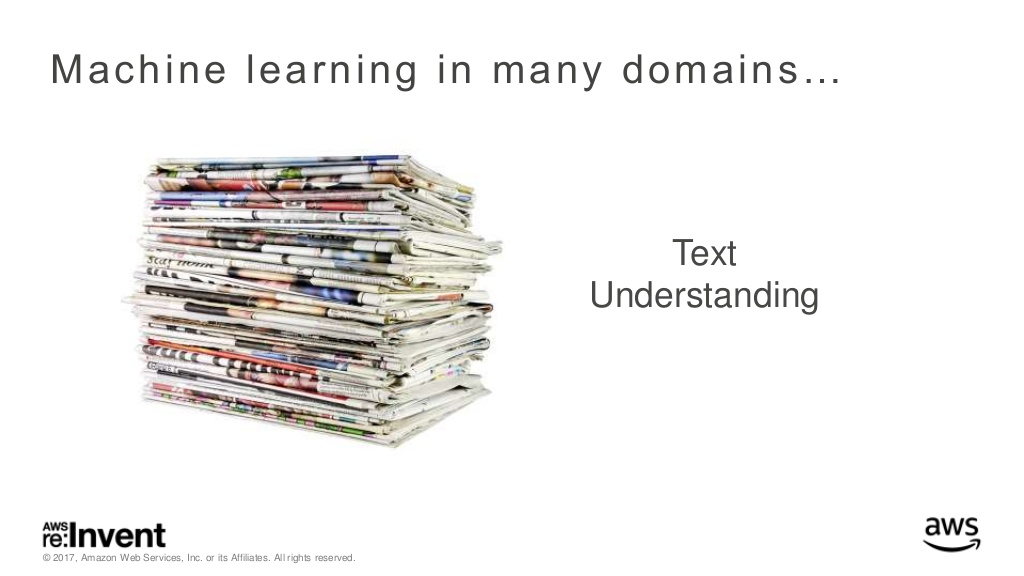 Machine learning in many domains...
Text
Understanding
AWS
re:Invent
© 2017, Amazon Web Services, Inc. or its Affiliates. All rights reserved.
aws